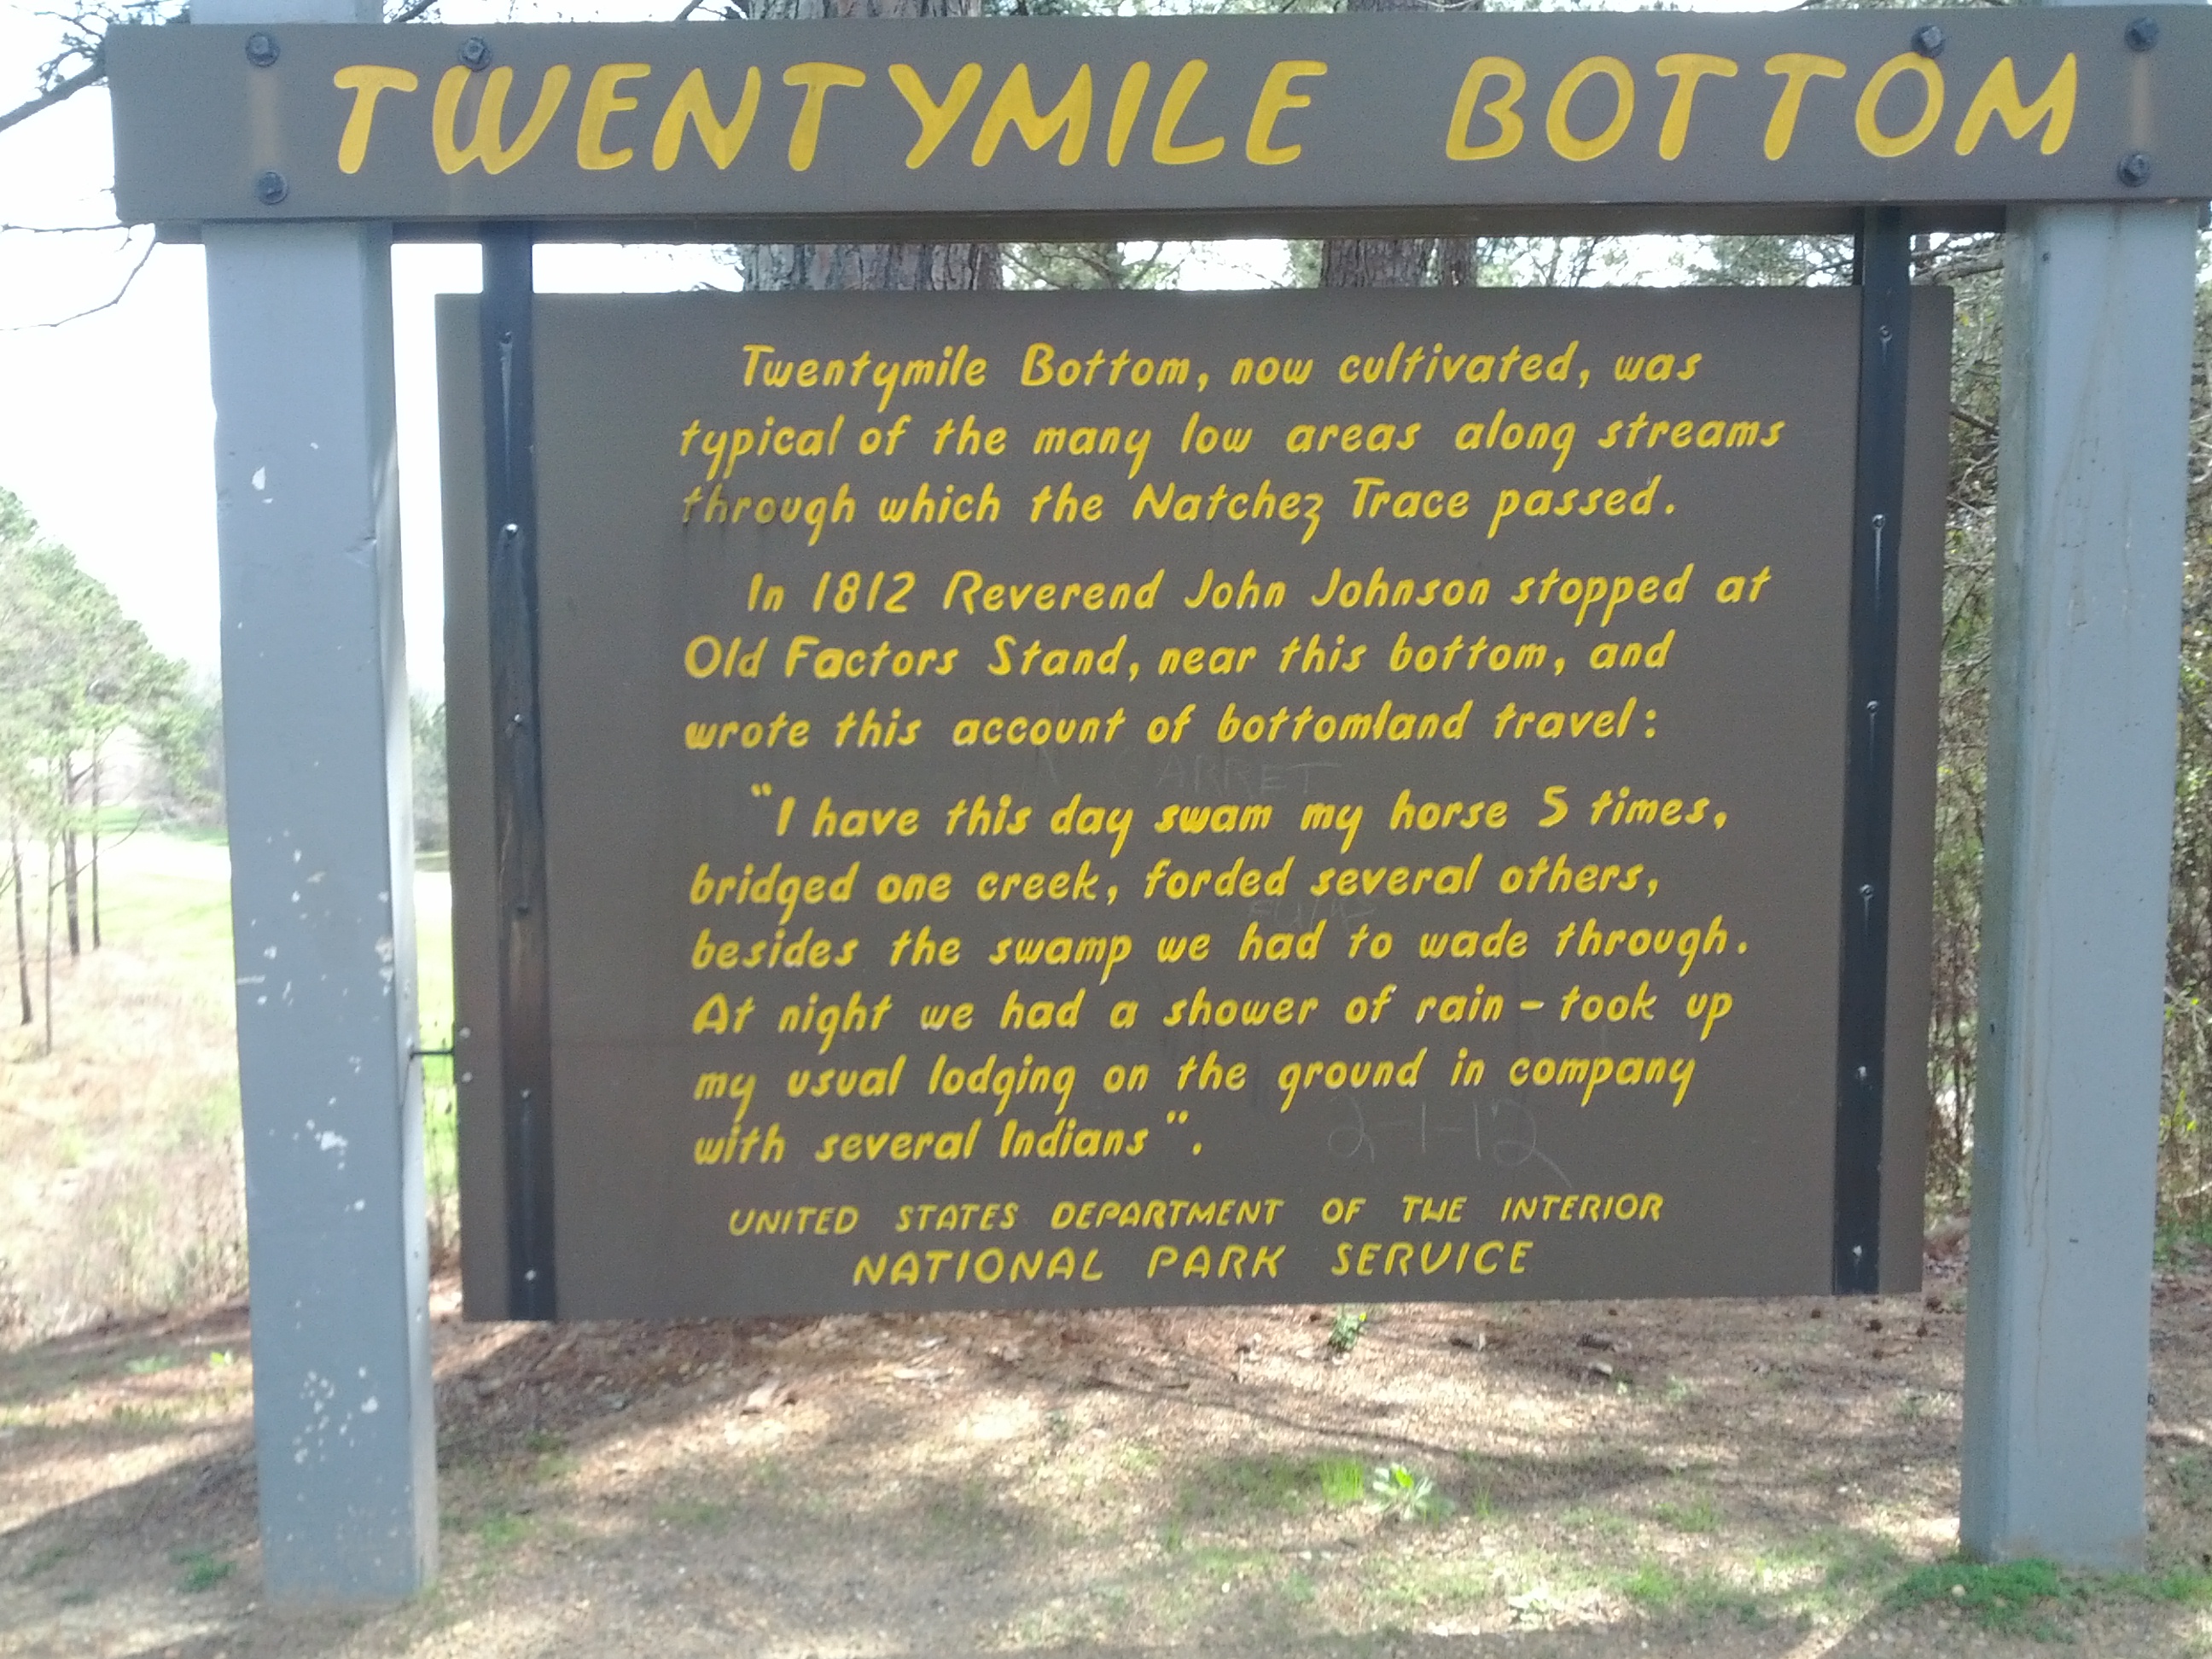 TWENTYMILE BOTTOM
Twentymile Bottom, now cultivated, was
typical of the many low areas along streams
through which the Natchez Trace passed.
In 1812 Reverend John Johnson stopped at
Old Factors Stand, near this bottom, and
wrote this account of bottomland travel:
GARRET
"I have this day swam my horse 5 times,
bridged one creek, forded several others,
besides the swamp we had to wade through.
At night we had a shower of rain - took up
my usual lodging on the ground in company
with several Indians".
2-1-12
UNITED STATES DEPARTMENT OF THE INTERIOR
NATIONAL PARK SERVICE